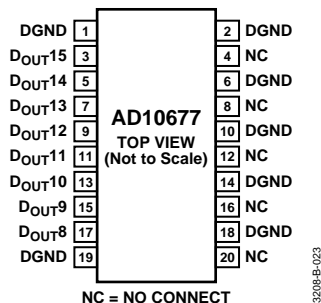 DGND 1 2 DGND
DOUT15 3 4 NC
DOUT14 5 6 DGND
DOUT13 7 8 NC
DOUT12 9 10 DGND
DOUT11 11 12 NC
DOUT10 13 14 DGND
DOUT9 15 16 NC
DOUT8 17 18 DGND
DGND 19 20 NC
AD10677
TOP VIEW
(Not to Scale)
NC = NO CONNECT
3208-B-023